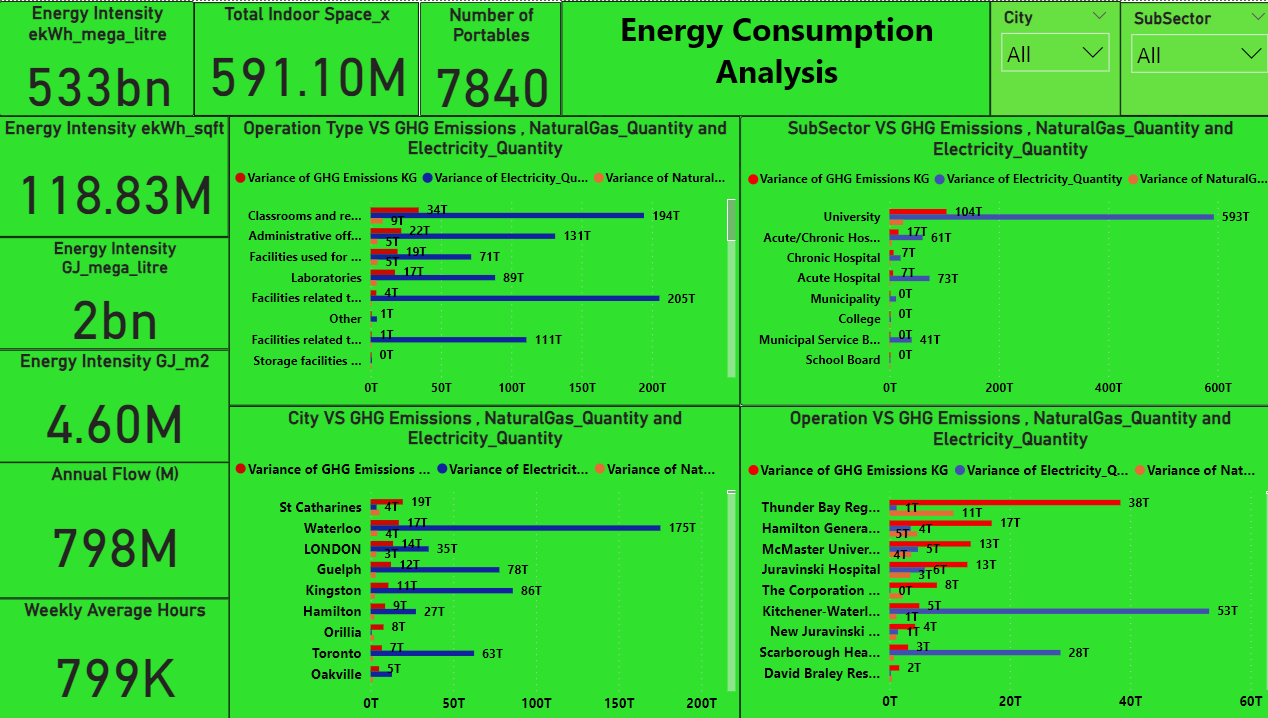 Energy Intensity
ekWh_mega_litre
533bn
Total Indoor Space_x
591.10M
Number of
Portables
7840
Energy Consumption
Analysis
City
All
SubSector
All
Energy Intensity ekWh_sqft
118.83M
Energy Intensity
GJ_mega_litre
2bn
Energy Intensity GJ_m2
4.60M
Annual Flow (M)
798M
Weekly Average Hours
799K
Operation Type VS GHG Emissions , NaturalGas_Quantity and
Electricity_Quantity
Variance of GHG Emissions KG Variance of Electricity_Qu... Variance of Natural...
Classrooms and re... 34T 194T 9T
Administrative off... 22T 131T 5T
Facilities used for ... 19T 71T 5T
Laboratories 17T 89T
Facilities related t... 4T 205T
Other 1T
Facilities related t... 1T 111T
Storage facilities ... 0T
0T 50T 100T 150T 200T
SubSector VS GHG Emissions , NaturalGas_Quantity and
Electricity_Quantity
Variance of GHG Emissions KG Variance of Electricity_Quantity Variance of NaturalG...
University 104T 593T
Acute/Chronic Hos... 17T 61T
Chronic Hospital 7T
Acute Hospital 7T 73T
Municipality 0T
College 0T
Municipal Service B... 0T 41T
School Board 0T
0T 200T 400T 600T
City VS GHG Emissions , NaturalGas_Quantity and
Electricity_Quantity
Variance of GHG Emissions ... Variance of Electricit... Variance of Nat...
St Catharines 19T 4T
Waterloo 17T 175T 4T
LONDON 14T 35T 3T
Guelph 12T 78T
Kingston 11T 86T
Hamilton 9T 27T
Orillia 8T
Toronto 7T 63T
Oakville 5T
0T 50T 100T 150T 200T
Operation VS GHG Emissions , NaturalGas_Quantity and
Electricity_Quantity
Variance of GHG Emissions KG Variance of Electricity_Q... Variance of Nat...
Thunder Bay Reg... 38T 1T 11T
Hamilton Genera... 17T 4T 5T
McMaster Univer... 13T 5T 4T
Juravinski Hospital 13T 6T 3T
The Corporation ... 8T 0T
Kitchener-Waterl... 5T 53T 1T
New Juravinski ... 4T 1T
Scarborough Hea... 3T 28T
David Braley Res... 2T
0T 20T 40T 60T